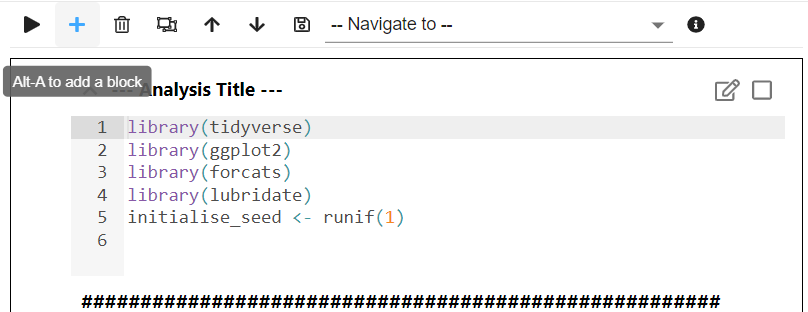 -- Navigate to --
Alt-A to add a block
--- Analysis Title ---
1 library(tidyverse)
2 library(ggplot2)
3 library(forcats)
4 library(lubridate)
5 initialise_seed <- runif(1)
6
######################################################